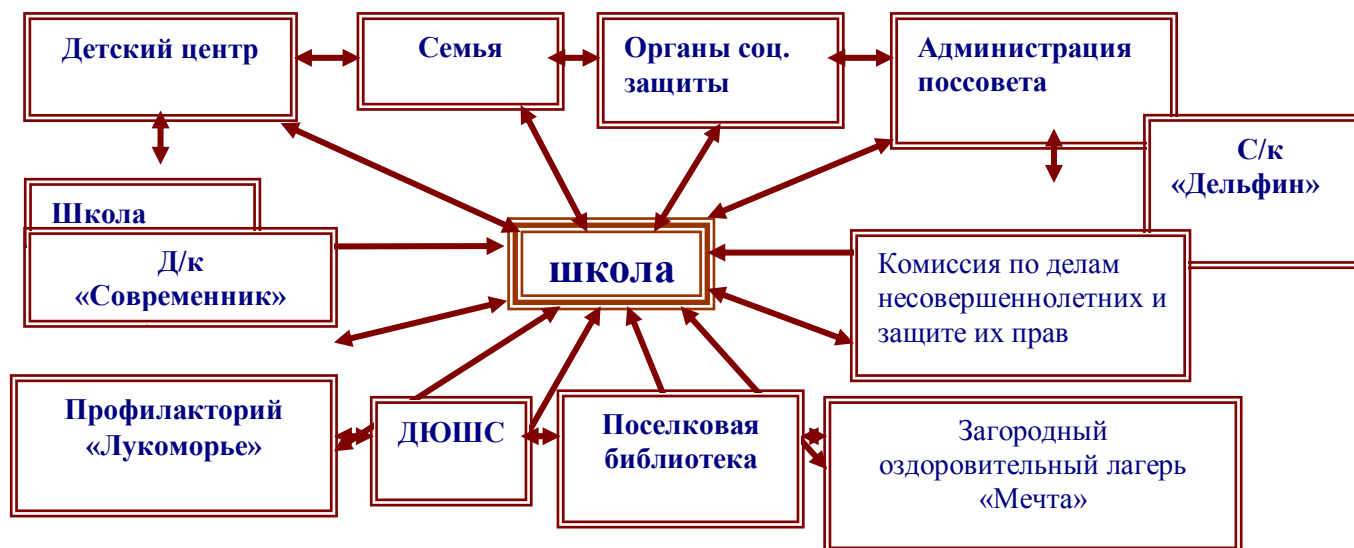 Детский центр
Семья
Органы соц.
защиты
Администрация
поссовета
С/к
«Дельфин»
Школа
Д/к
«Современник»
школа
Комиссия по делам
несовершеннолетних и
защите их прав
Профилакторий
«Лукоморье»
ДЮШС
Поселковая
библиотека
Загородный
оздоровительный лагерь
«Мечта»